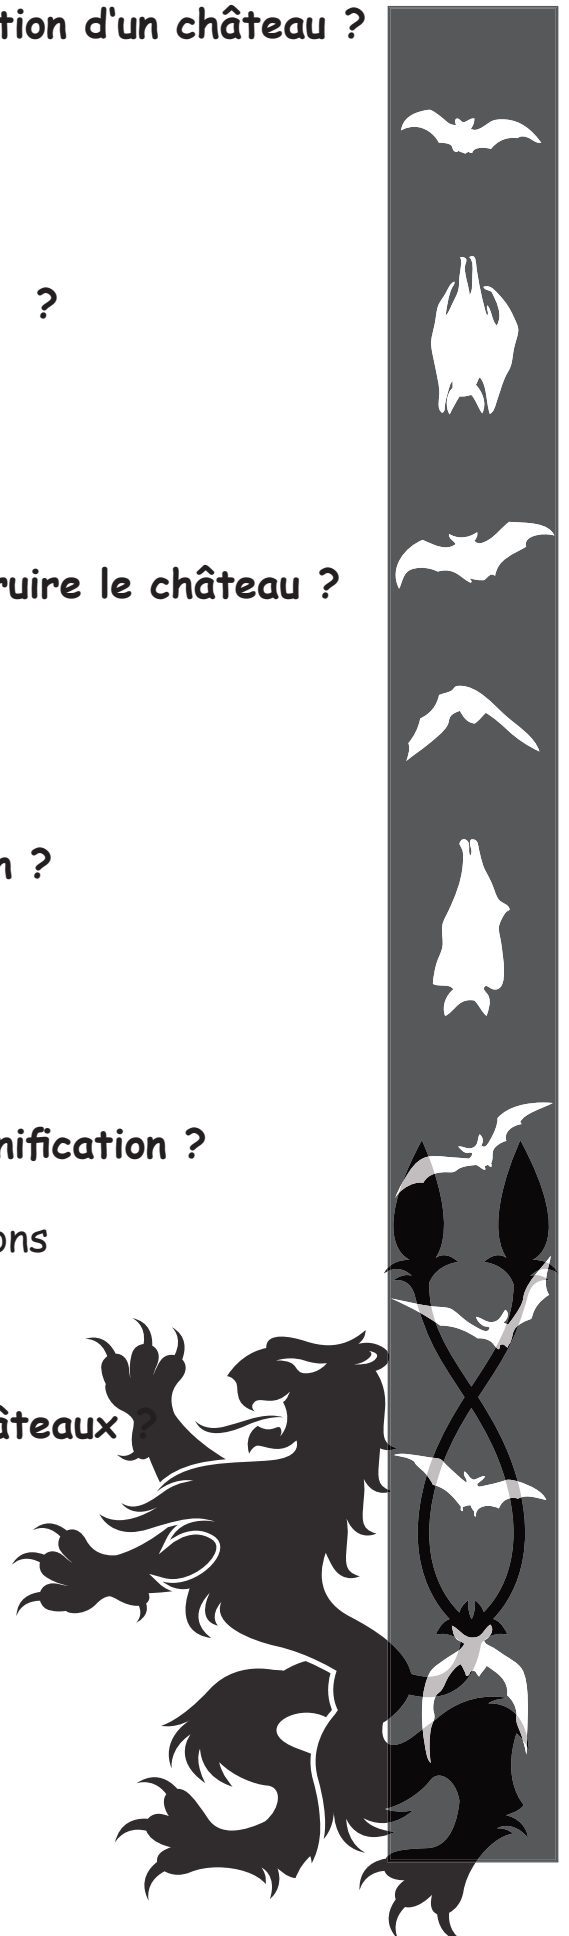 tion d'un château ?
?
ruire le château ?
n ?
nification ?
ons
âteaux ?